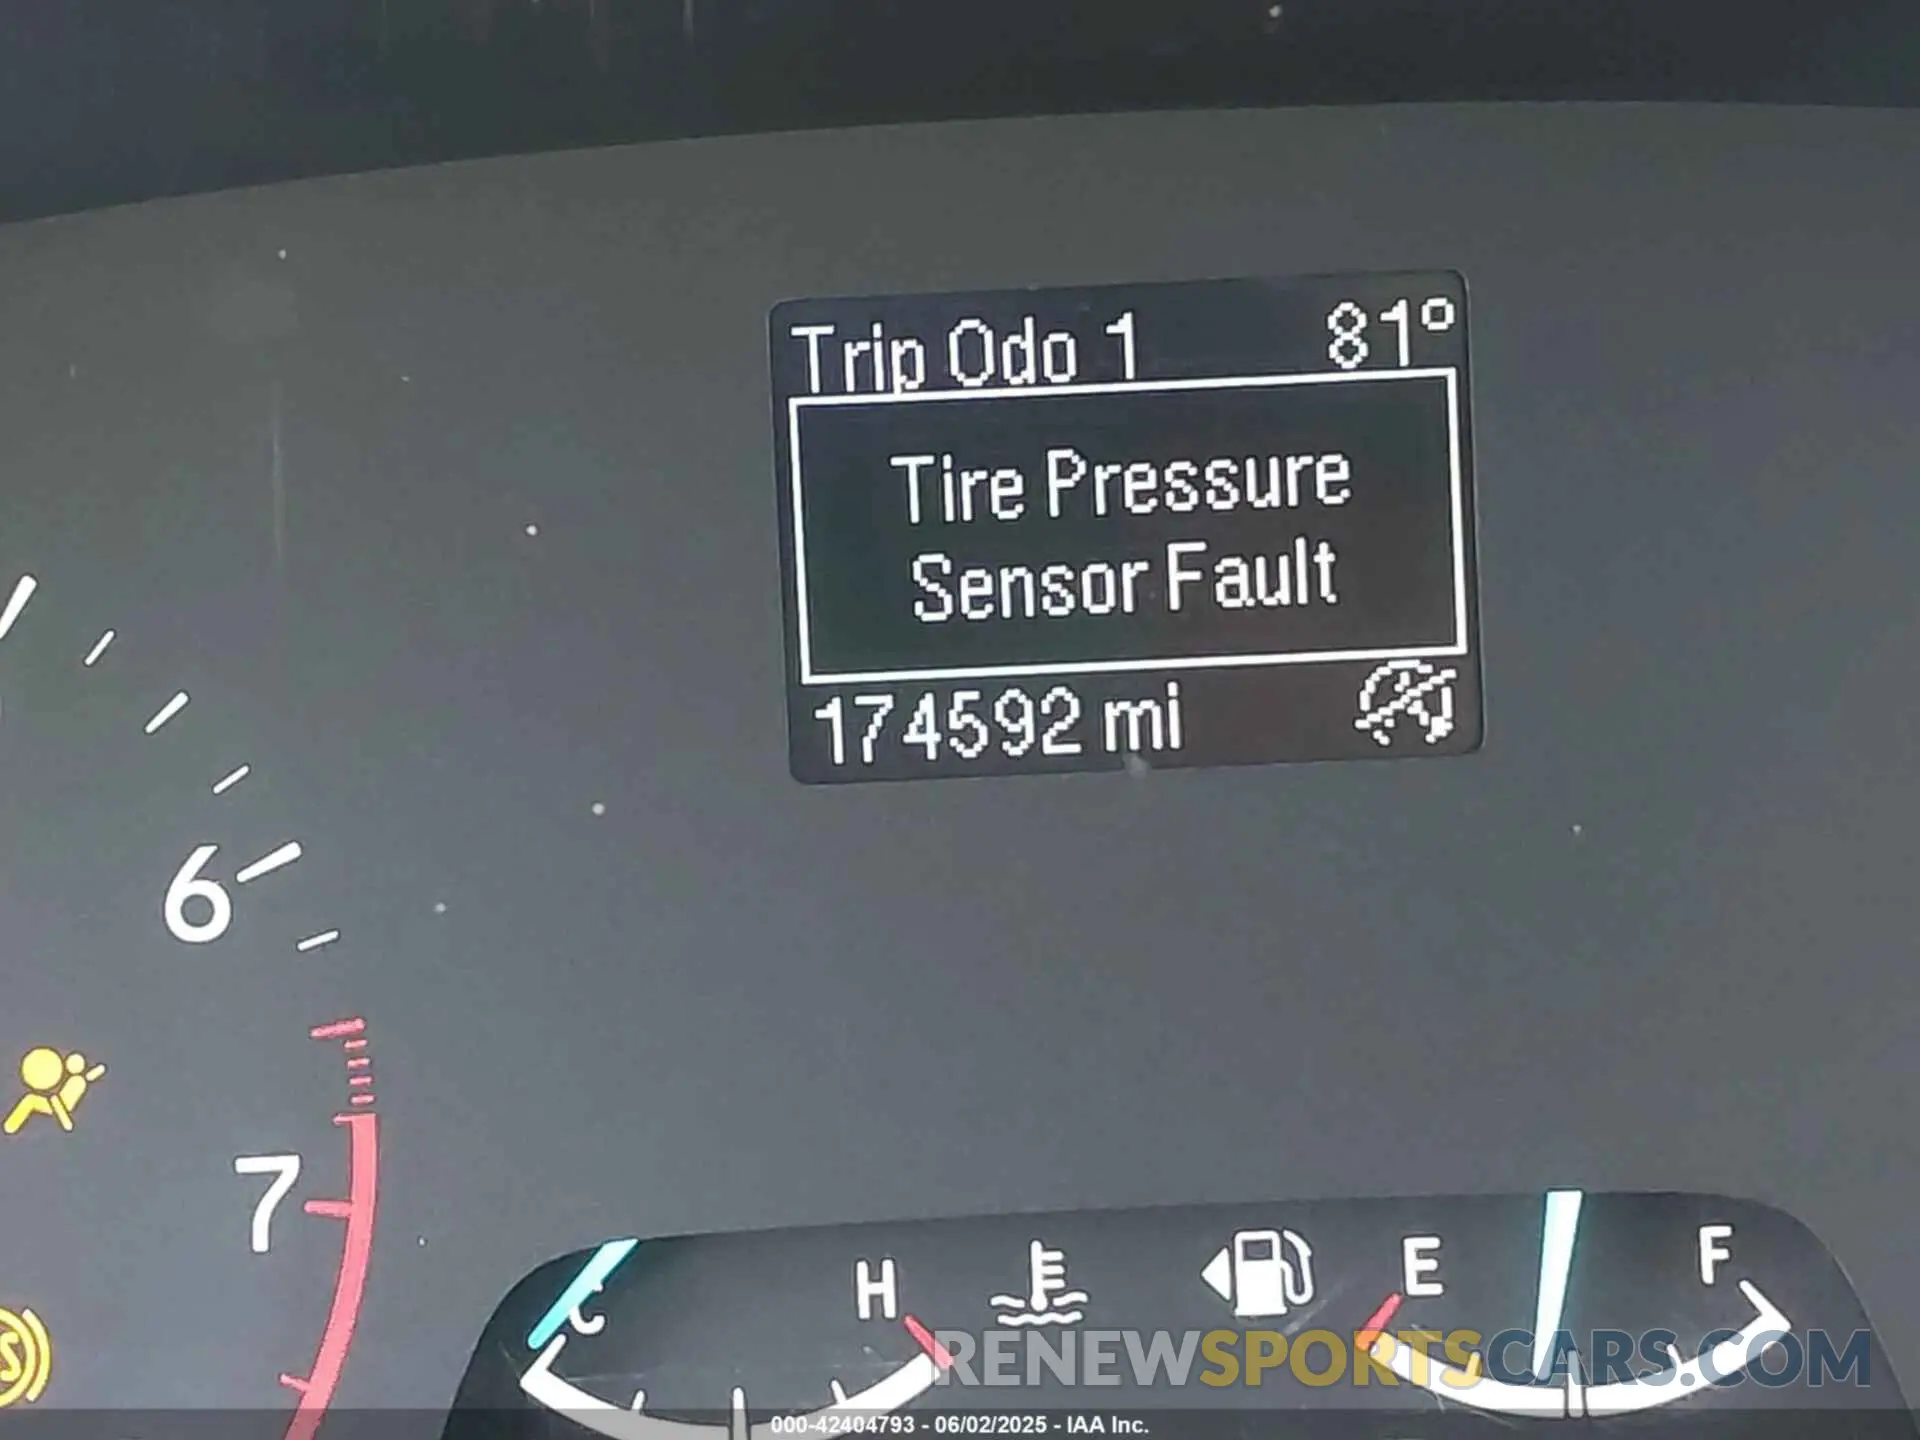 Trip Odo 1 81°
Tire Pressure
Sensor Fault
174592 mi
6
7
S
C H E F
RENEWSPORTSCARS.COM
000-42404793 - 06/02/2025 - IAA Inc.